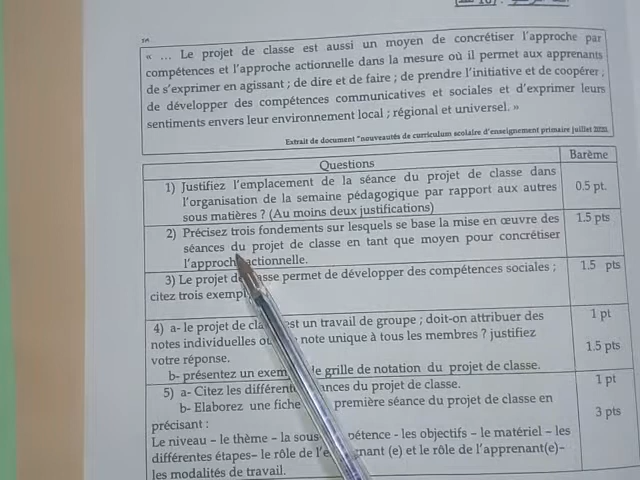 « ... Le projet de classe est aussi un moyen de concrétiser l'approche par
compétences et l'approche actionnelle dans la mesure où il permet aux apprenants
de s'exprimer en agissant ; de dire et de faire ; de prendre l'initiative et de coopérer ;
de développer des compétences communicatives et sociales et d'exprimer leurs
sentiments envers leur environnement local ; régional et universel. »
Extrait de document "nouveautés de curriculum scolaire d'enseignement primaire juillet 2020.
Questions Barème
1) Justifiez l'emplacement de la séance du projet de classe dans
l'organisation de la semaine pédagogique par rapport aux autres
sous matières ? (Au moins deux justifications) 0.5 pt.
2) Précisez trois fondements sur lesquels se base la mise en œuvre des
séances du projet de classe en tant que moyen pour concrétiser
l'approche actionnelle. 1.5 pts
3) Le projet de classe permet de développer des compétences sociales ;
citez trois 1.5 pts
4) a- le projet de est un travail de groupe ; doit-on attribuer des
notes individuelles note unique à tous les membres ? justifiez
votre réponse. 1 pt
b- présentez un de grille de notation du projet de classe. 1.5 pts
5) a- Citez les du projet de classe. 1 pt
b- Elaborez une fiche première séance du projet de classe en
précisant : 3 pts
Le niveau – le thème – la - les objectifs – le matériel – les
différentes étapes– le rôle de (e) et le rôle de l'apprenant(e)–
les modalités de travail.